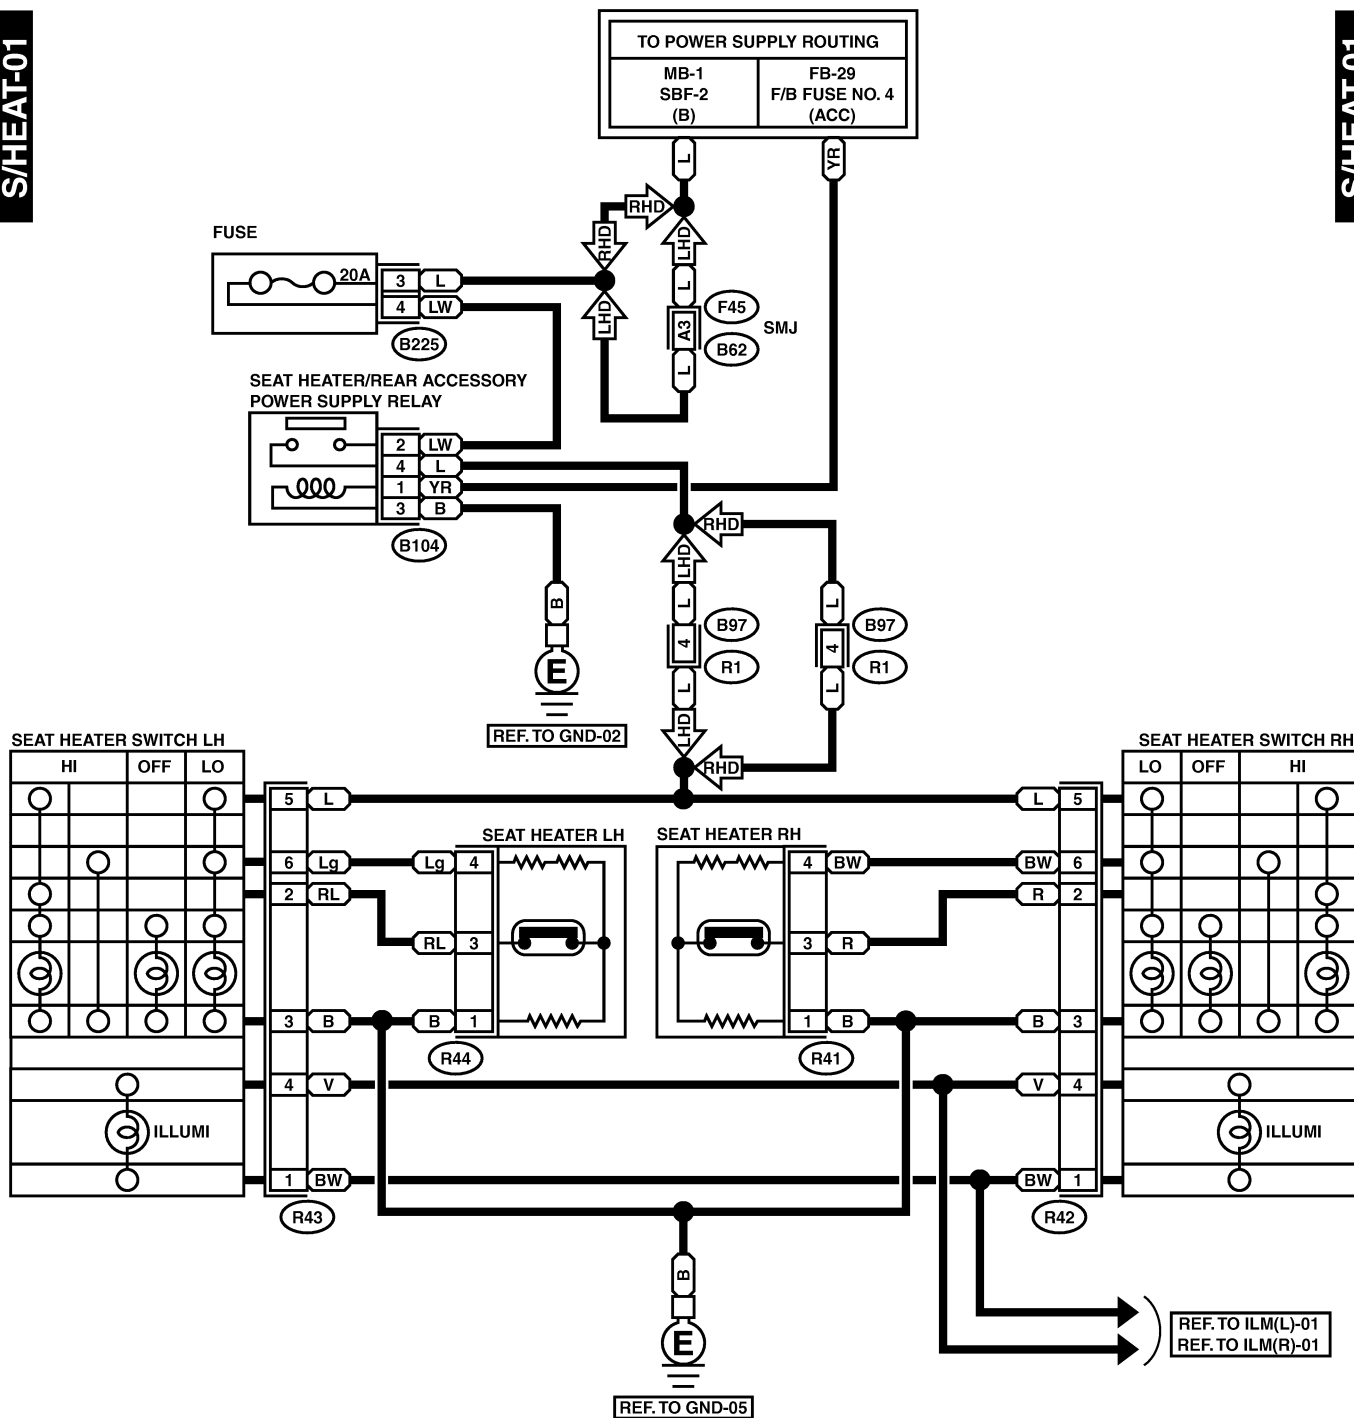 S/HEAT-01
S/HEAT-01
TO POWER SUPPLY ROUTING
MB-1
SBF-2
(B)
FB-29
F/B FUSE NO. 4
(ACC)
L
YR
RHD
RHD
LHD
LHD
L
A3
L
F45
B62
SMJ
FUSE
20A
3 L
4 LW
B225
SEAT HEATER/REAR ACCESSORY
POWER SUPPLY RELAY
2 LW
4 L
1 YR
3 B
B104
B
E
REF. TO GND-02
RHD
LHD
L
4
L
B97
R1
L
4
L
B97
R1
LHD
RHD
SEAT HEATER SWITCH LH
HI OFF LO
5 L
6 Lg
2 RL
3 B
4 V
1 BW
ILLUMI
R43
SEAT HEATER LH
Lg 4
RL 3
B 1
R44
SEAT HEATER RH
4 BW
3 R
1 B
R41
SEAT HEATER SWITCH RH
LO OFF HI
L 5
BW 6
R 2
B 3
V 4
BW 1
ILLUMI
R42
B
E
REF. TO GND-05
REF. TO ILM(L)-01
REF. TO ILM(R)-01